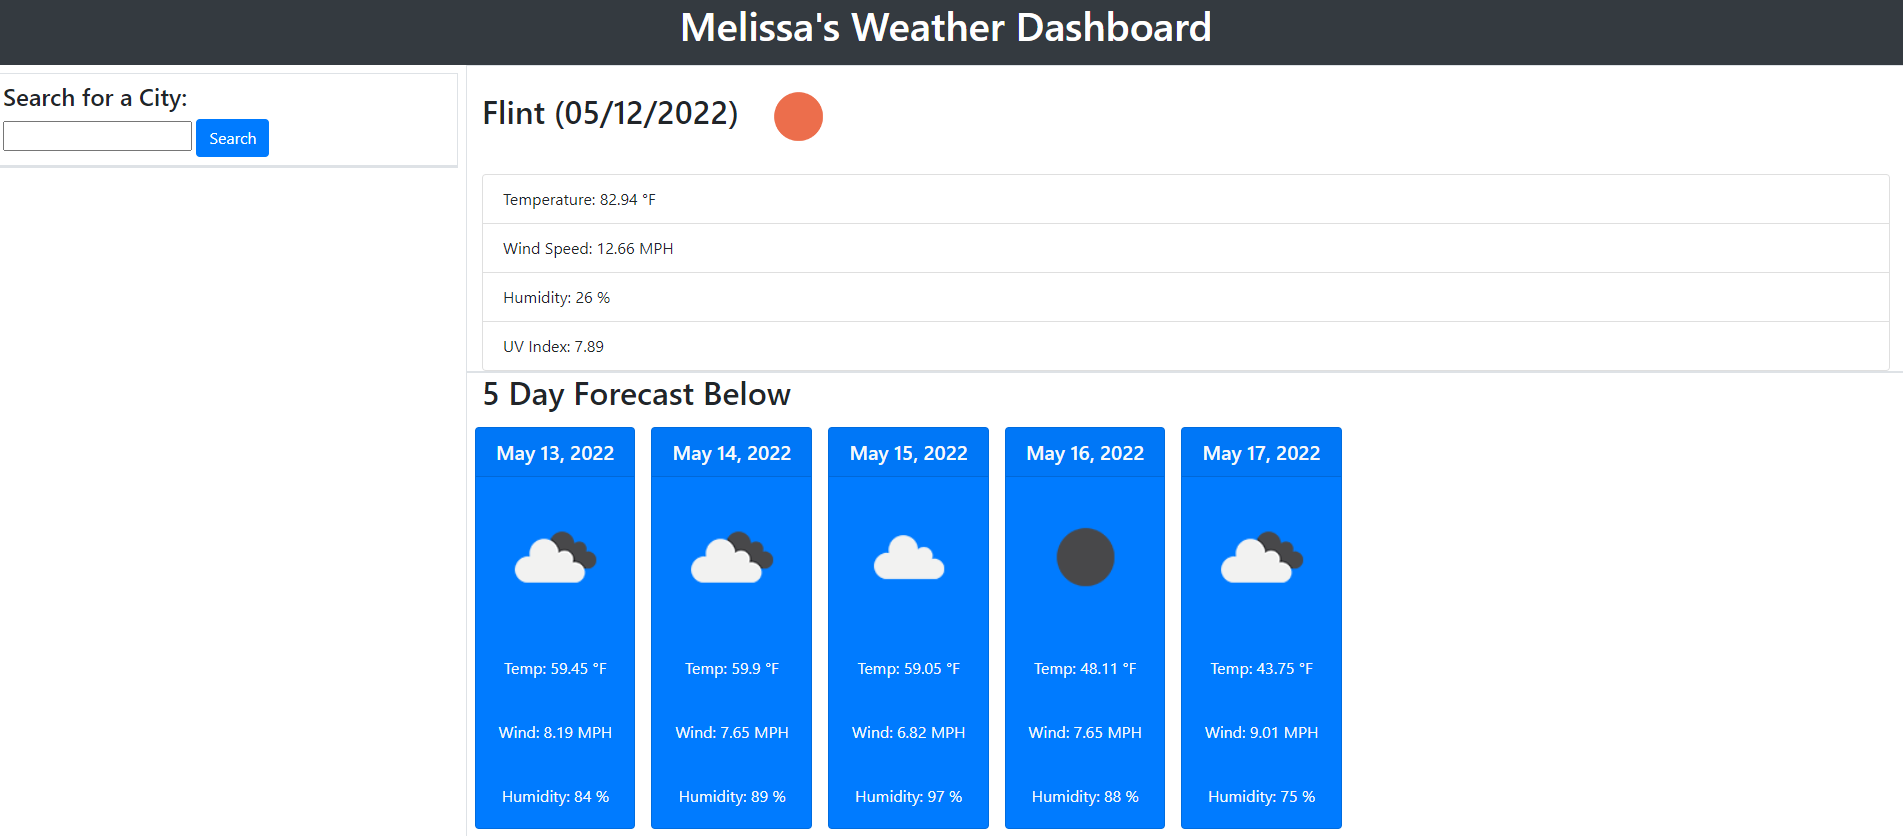 Melissa's Weather Dashboard
Search for a City:
Search
Flint (05/12/2022)
Temperature: 82.94 °F
Wind Speed: 12.66 MPH
Humidity: 26 %
UV Index: 7.89
5 Day Forecast Below
May 13, 2022
Temp: 59.45 °F
Wind: 8.19 MPH
Humidity: 84 %
May 14, 2022
Temp: 59.9 °F
Wind: 7.65 MPH
Humidity: 89 %
May 15, 2022
Temp: 59.05 °F
Wind: 6.82 MPH
Humidity: 97 %
May 16, 2022
Temp: 48.11 °F
Wind: 7.65 MPH
Humidity: 88 %
May 17, 2022
Temp: 43.75 °F
Wind: 9.01 MPH
Humidity: 75 %